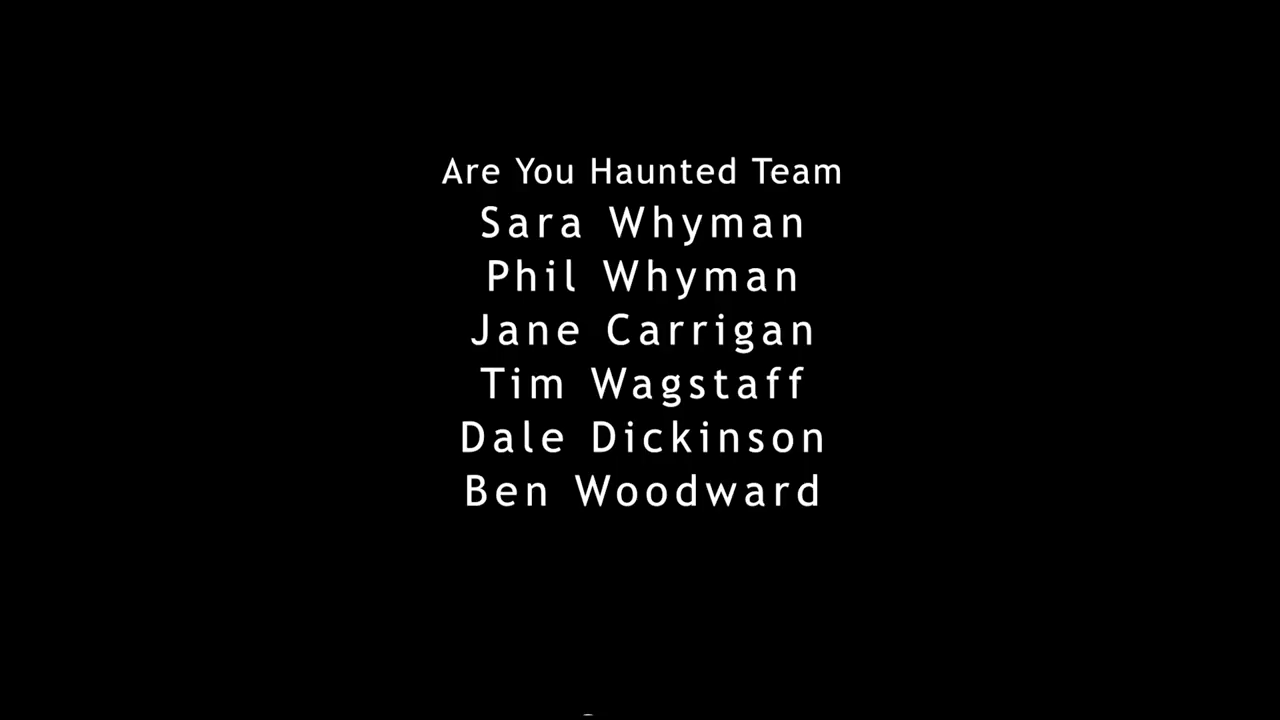 Are You Haunted Team
Sara Whyman
Phil Whyman
Jane Carrigan
Tim Wagstaff
Dale Dickinson
Ben Woodward